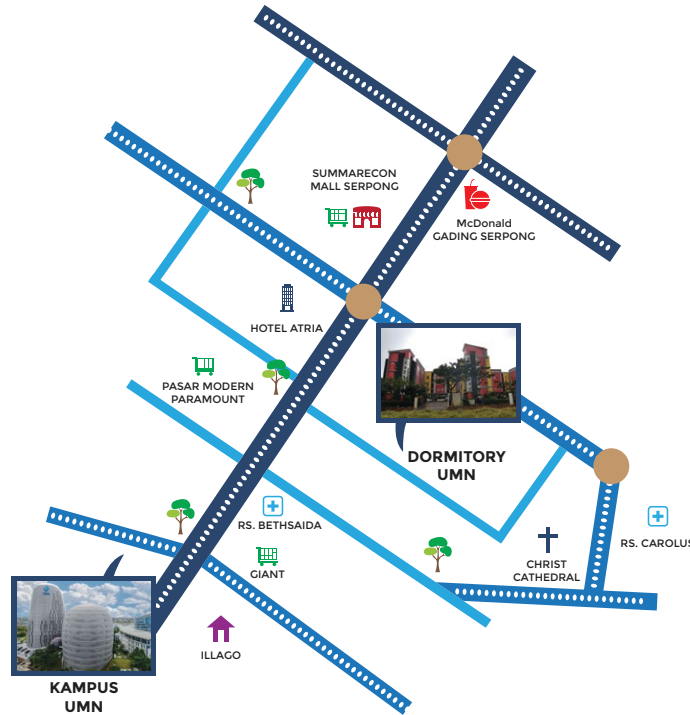 SUMMARECON
MALL SERPONG
McDonald
GADING SERPONG
HOTEL ATRIA
PASAR MODERN
PARAMOUNT
DORMITORY
UMN
RS. BETHSAIDA
GIANT
CHRIST
CATHEDRAL
RS. CAROLUS
ILLAGO
KAMPUS
UMN